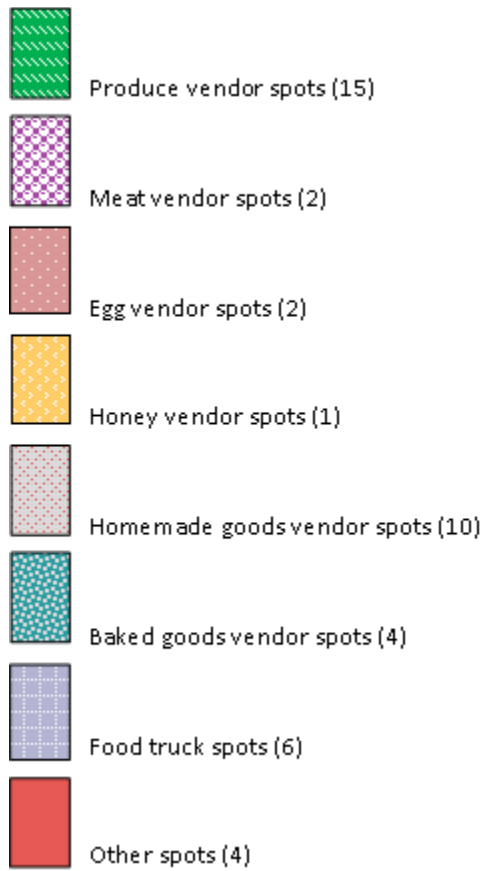 Produce vendor spots (15)
Meat vendor spots (2)
Egg vendor spots (2)
Honey vendor spots (1)
Homemade goods vendor spots (10)
Baked goods vendor spots (4)
Food truck spots (6)
Other spots (4)